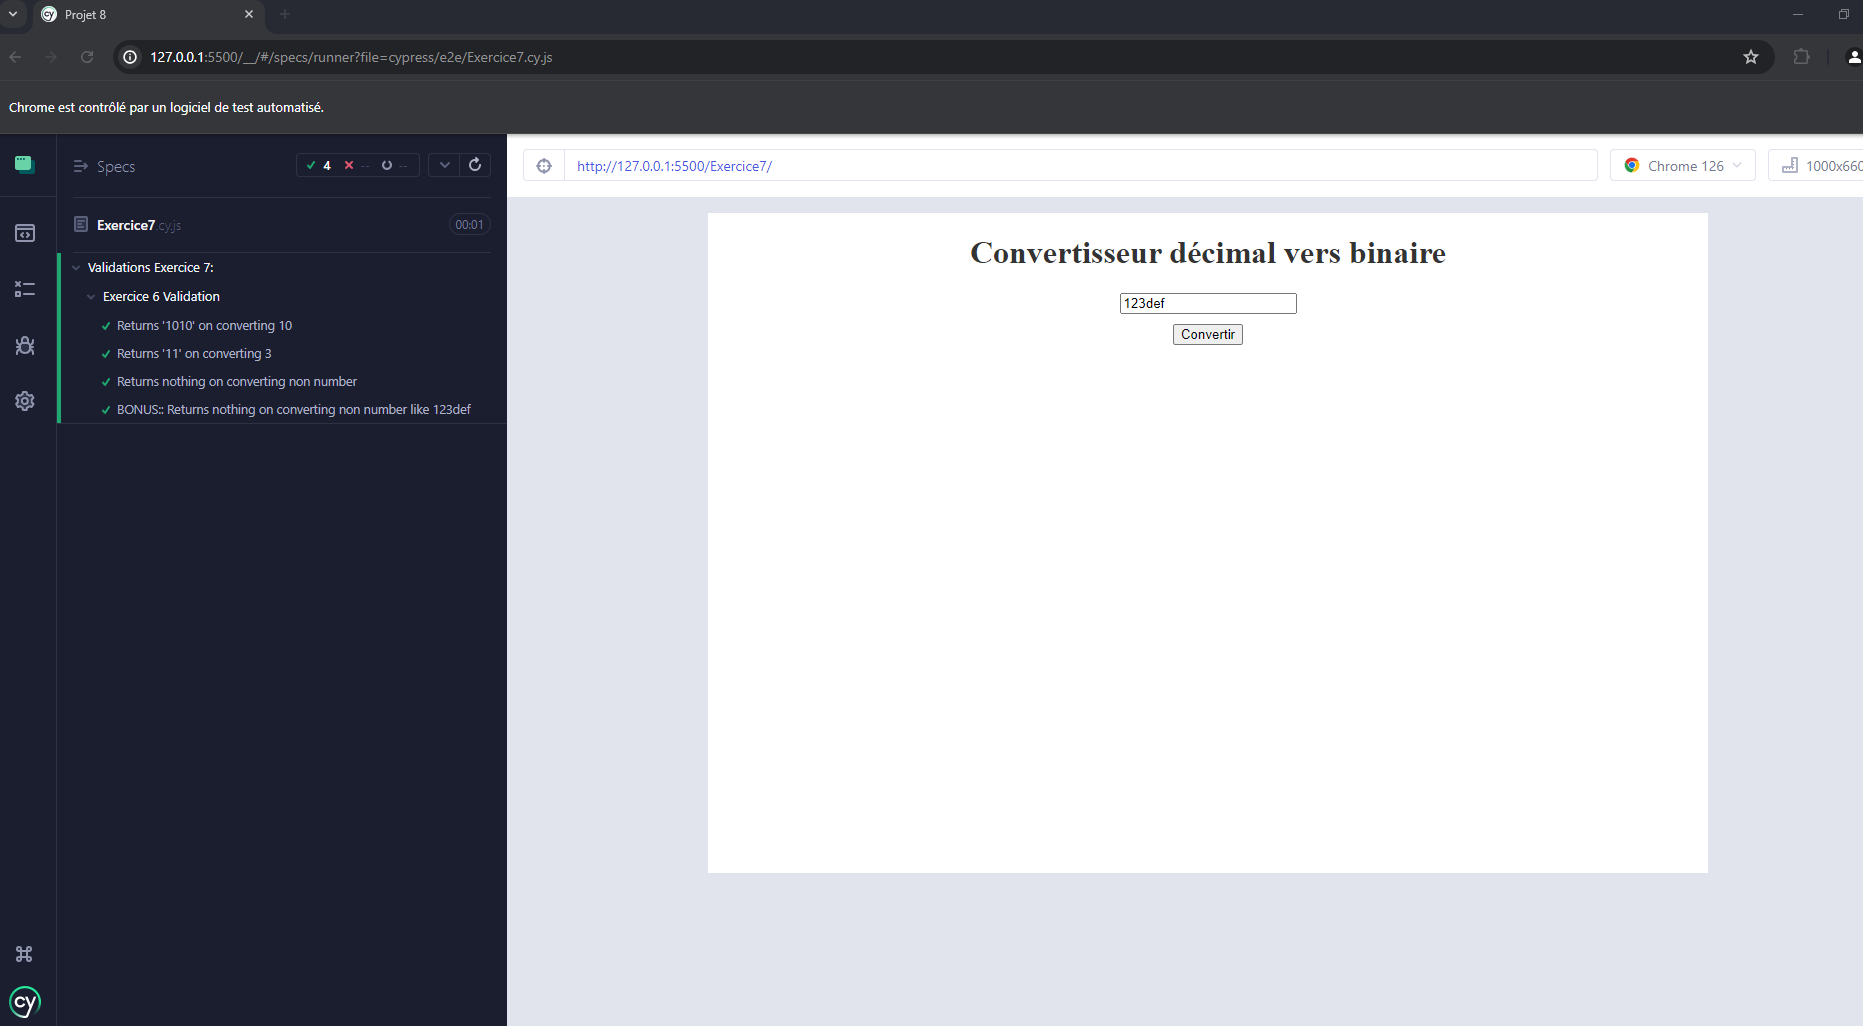 Projet 8
127.0.0.1:5500/__/#/specs/runner?file=cypress/e2e/Exercice7.cy.js
Chrome est contrôlé par un logiciel de test automatisé.
Specs
4 -- --
http://127.0.0.1:5500/Exercice7/
Chrome 126
1000x660
Exercice7.cy.js
00:01
Validations Exercice 7:
Exercice 6 Validation
Returns '1010' on converting 10
Returns '11' on converting 3
Returns nothing on converting non number
BONUS:: Returns nothing on converting non number like 123def
Convertisseur décimal vers binaire
123def
Convertir
cy